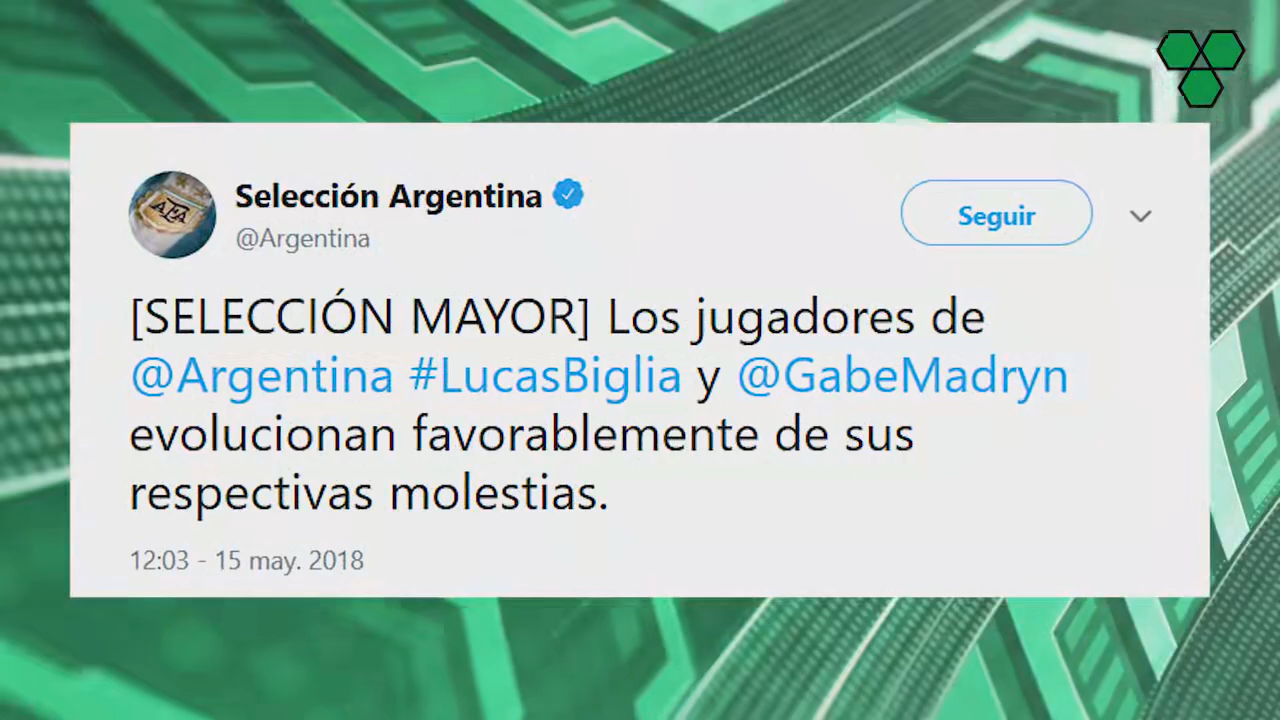 AFA
Selección Argentina
@Argentina
Seguir
[SELECCIÓN MAYOR] Los jugadores de
@Argentina #LucasBiglia y @GabeMadryn
evolucionan favorablemente de sus
respectivas molestias.
12:03 - 15 may. 2018